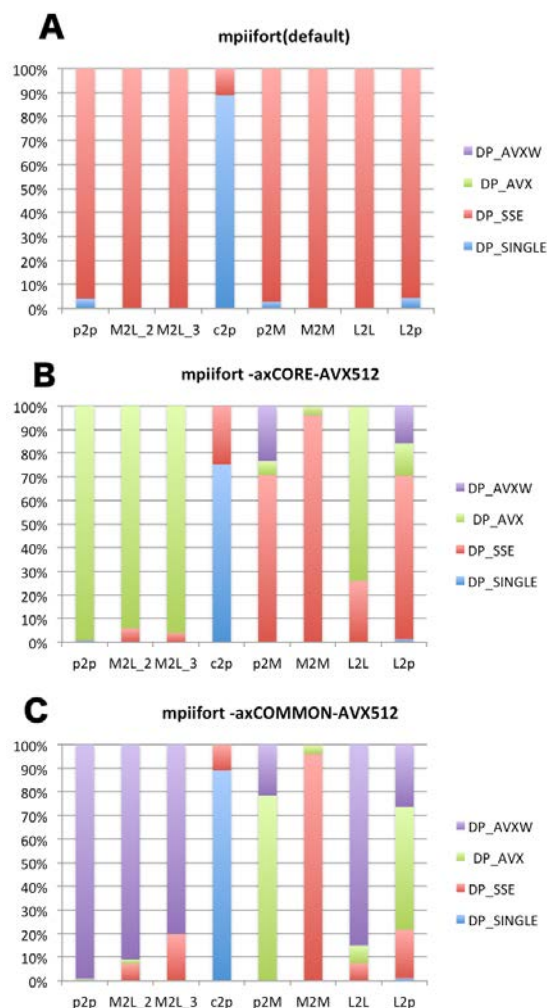 A
mpiifort(default)
100%
90%
80%
70%
60%
50%
40%
30%
20%
10%
0%
p2p M2L_2 M2L_3 c2p p2M M2M L2L L2p
DP_AVXW
DP_AVX
DP_SSE
DP_SINGLE
B
mpiifort -axCORE-AVX512
100%
90%
80%
70%
60%
50%
40%
30%
20%
10%
0%
p2p M2L_2 M2L_3 c2p p2M M2M L2L L2p
DP_AVXW
DP_AVX
DP_SSE
DP_SINGLE
C
mpiifort -axCOMMON-AVX512
100%
90%
80%
70%
60%
50%
40%
30%
20%
10%
0%
p2p M2L_2 M2L_3 c2p p2M M2M L2L L2p
DP_AVXW
DP_AVX
DP_SSE
DP_SINGLE